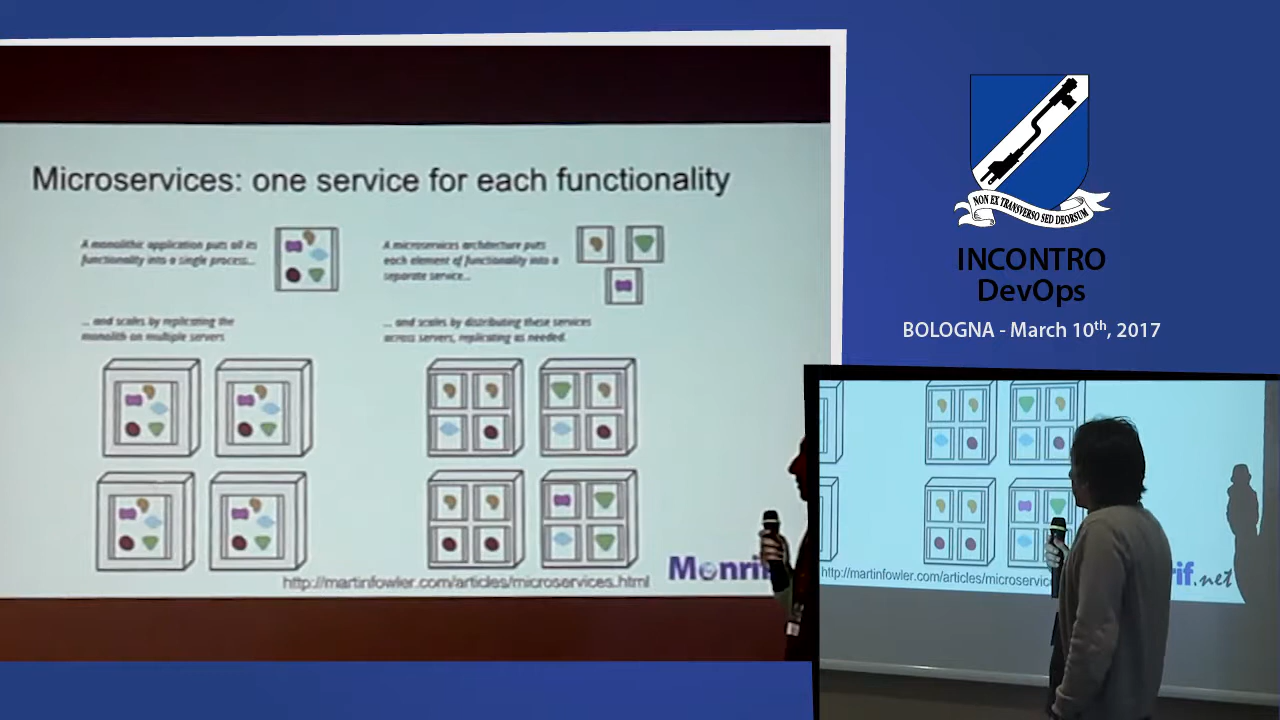 Microservices: one service for each functionality
A monolithic application puts all its
functionality into a single process...
A microservices architecture puts
each element of functionality into a
separate service...
... and scales by replicating the
monolith on multiple servers
... and scales by distributing these services
across servers, replicating as needed.
http://martinfowler.com/articles/microservices.html
Monrif
NON EX TRANSVERSO SED DEORSUM
INCONTRO
DevOps
BOLOGNA - March 10th, 2017
http://martinfowler.com/articles/microservic
rif.net